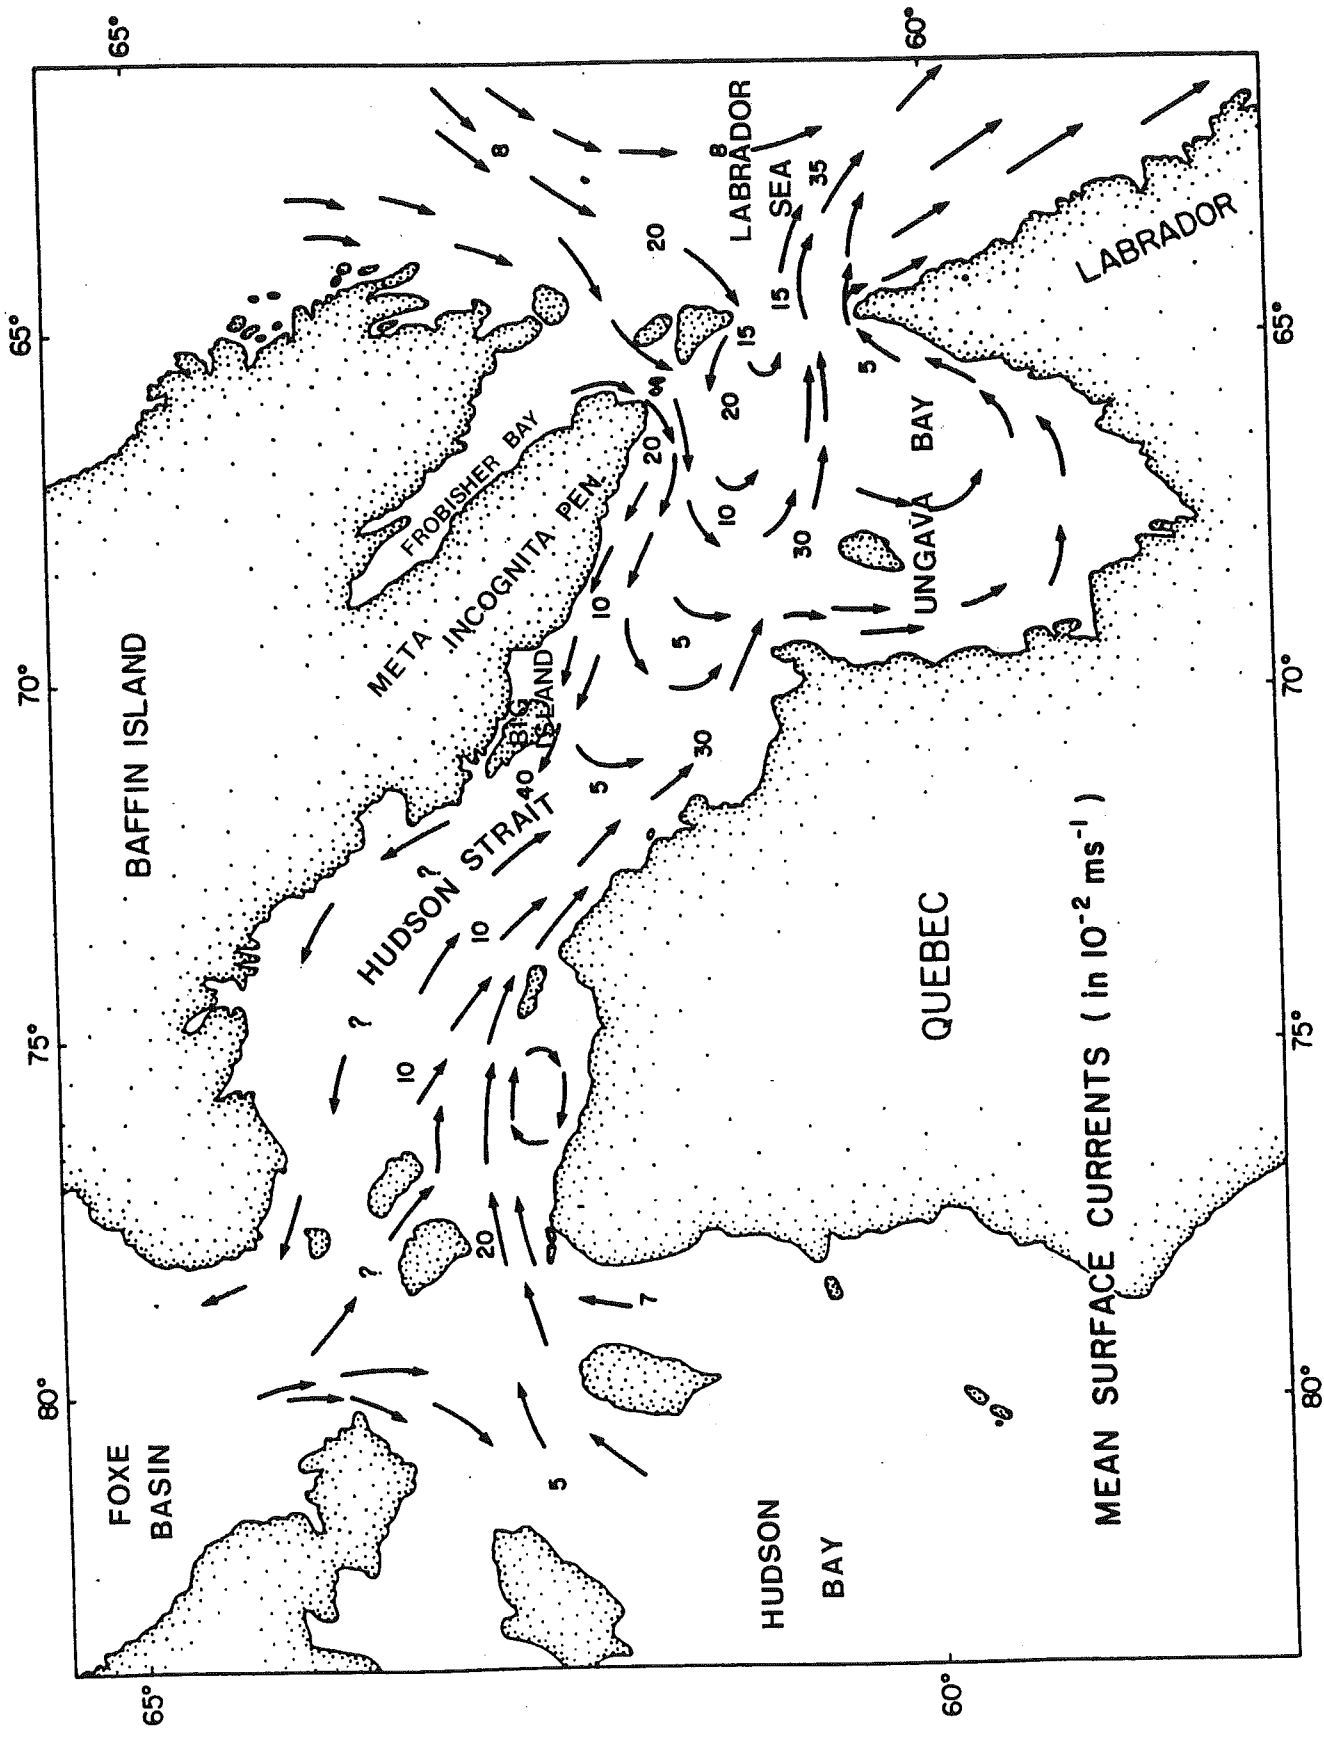 80° 75° 70° 65°
65° 65°
FOXE
BASIN
BAFFIN ISLAND
META
INCOGNITA PEN
FROBISHER BAY
?
?
10
HUDSON STRAIT
?
10
20
8
BIG
ISLAND
40
5
5
10
7
20
20
5
30
10
20
8
LABRADOR
SEA
15
15
HUDSON
BAY
30
35
5
UNGAVA BAY
QUEBEC
60° 60°
LABRADOR
MEAN SURFACE CURRENTS (in 10⁻² ms⁻¹)
80° 75° 70° 65°